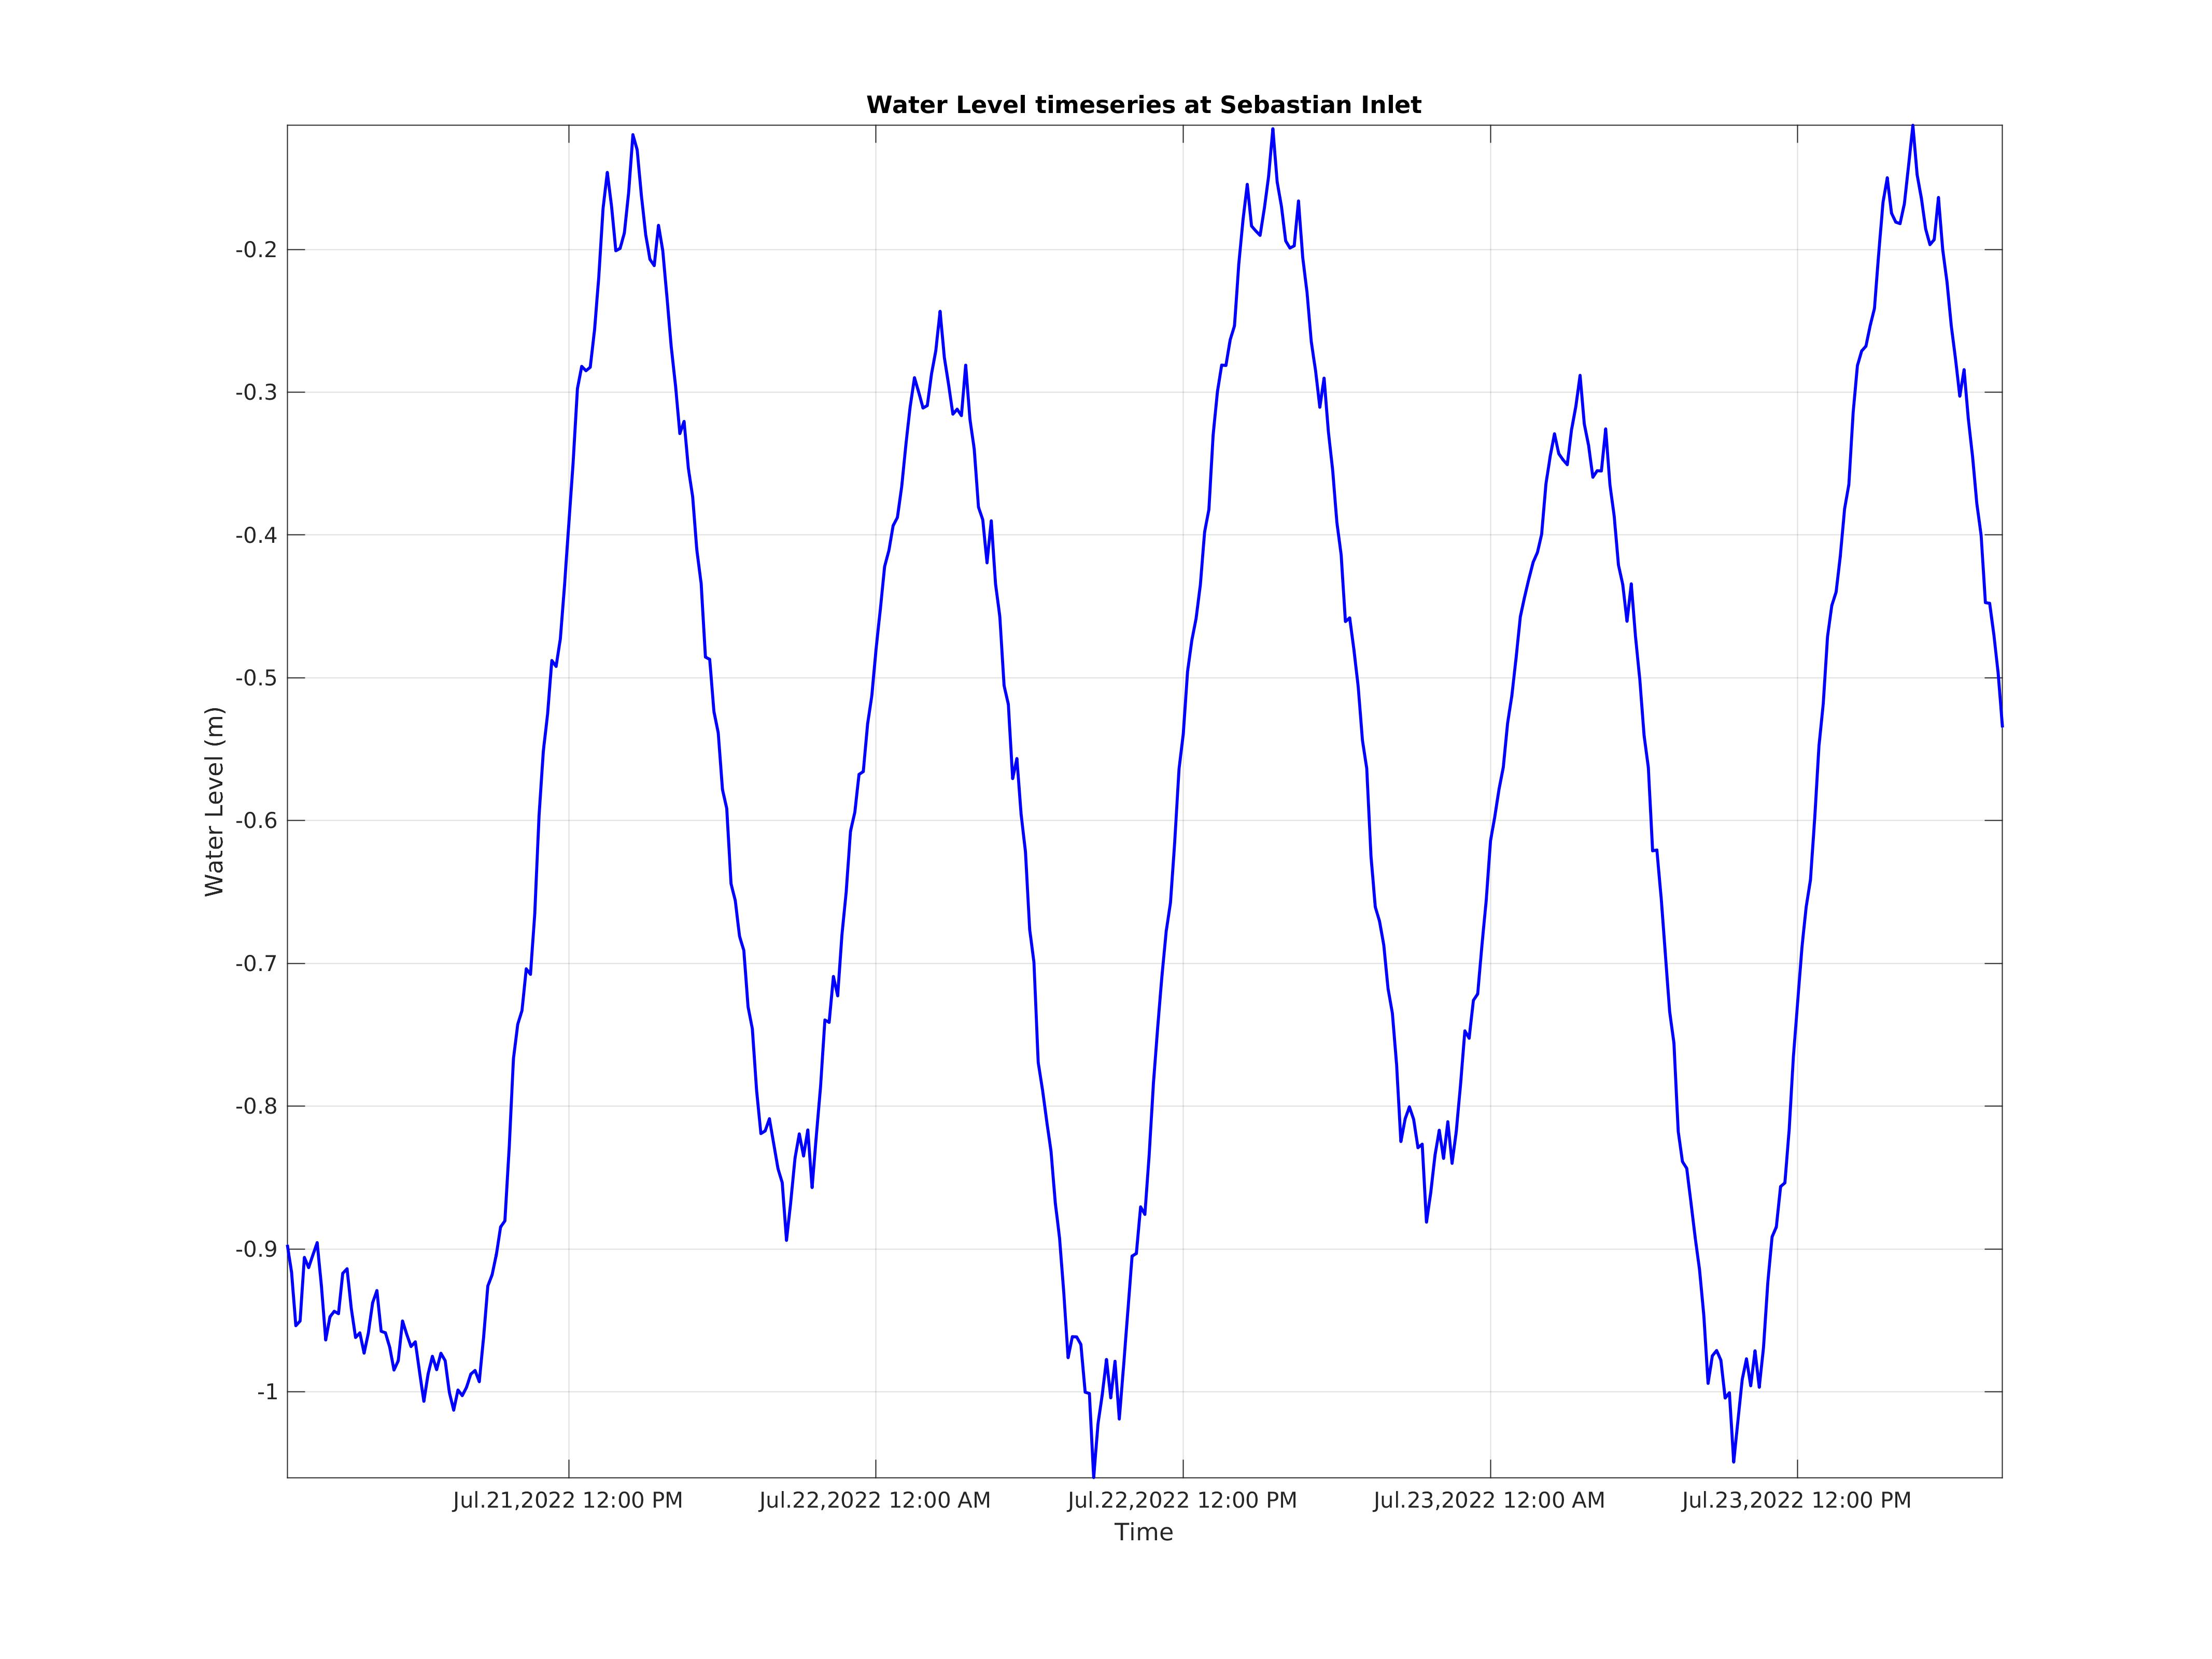 Water Level timeseries at Sebastian Inlet
-0.2
-0.3
-0.4
-0.5
-0.6
-0.7
-0.8
-0.9
-1
Water Level (m)
Jul.21,2022 12:00 PM
Jul.22,2022 12:00 AM
Jul.22,2022 12:00 PM
Jul.23,2022 12:00 AM
Jul.23,2022 12:00 PM
Time